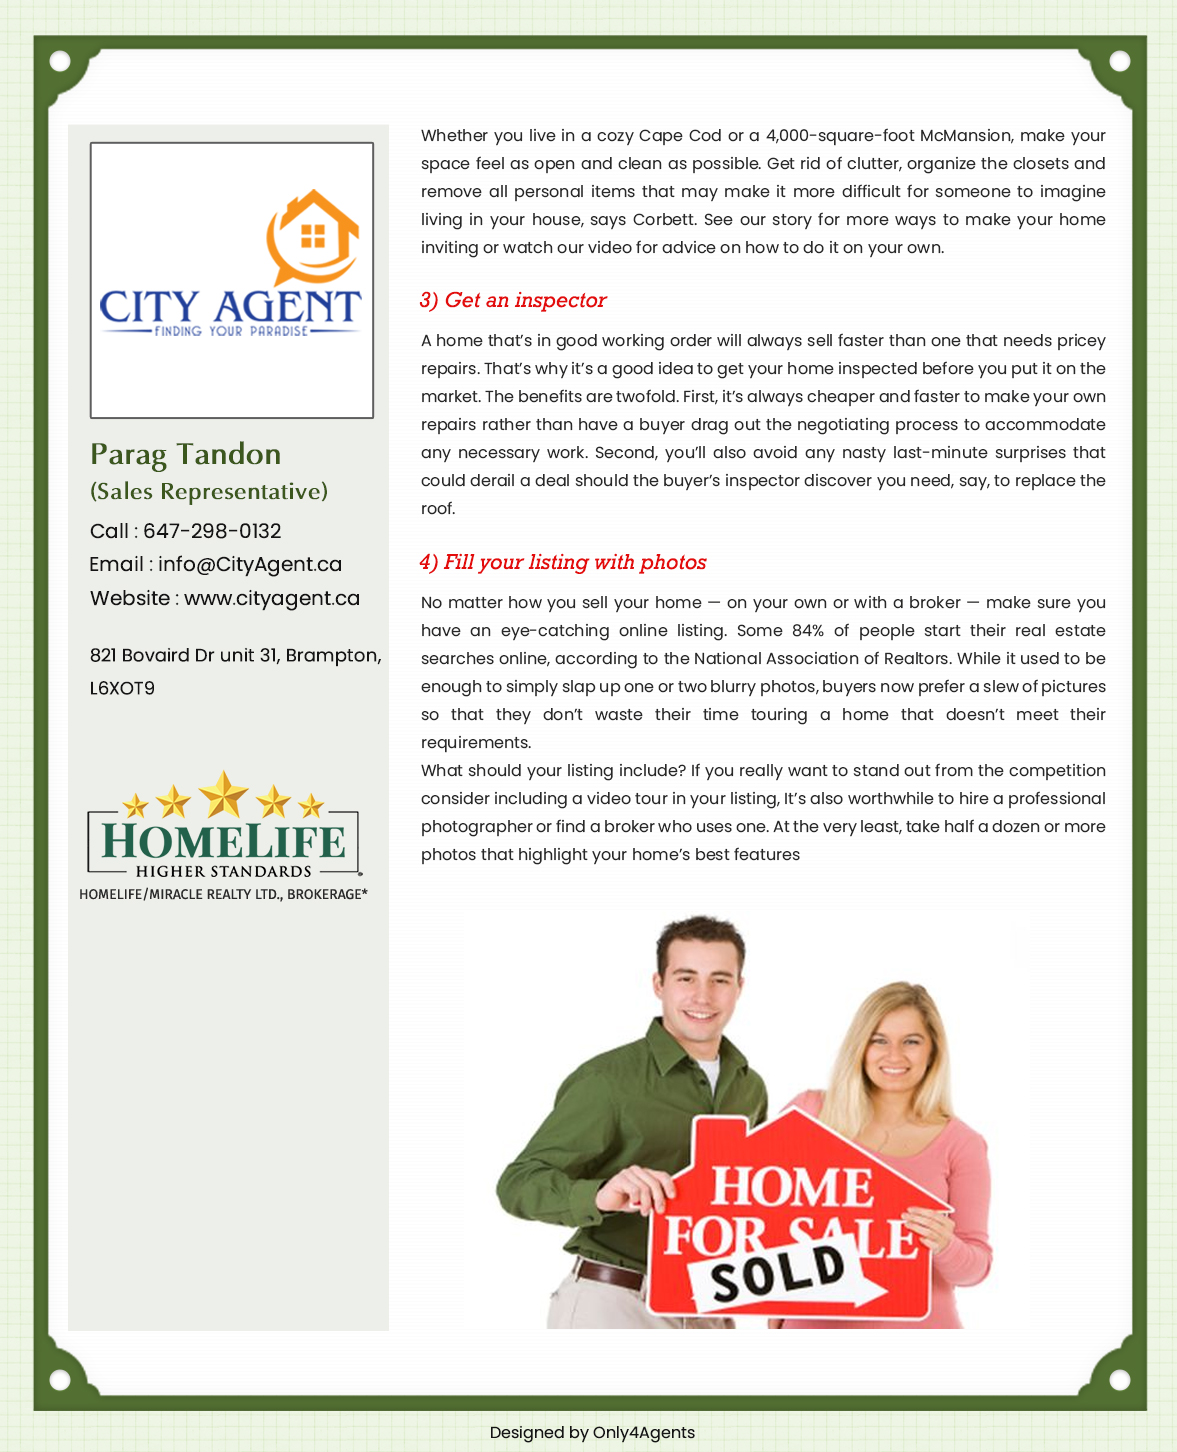 CITY AGENT
FINDING YOUR PARADISE
Parag Tandon
(Sales Representative)
Call : 647-298-0132
Email : info@CityAgent.ca
Website : www.cityagent.ca
821 Bovaird Dr unit 31, Brampton,
L6XOT9
HOMELIFE
HIGHER STANDARDS
HOMELIFE/MIRACLE REALTY LTD., BROKERAGE*
Whether you live in a cozy Cape Cod or a 4,000-square-foot McMansion, make your
space feel as open and clean as possible. Get rid of clutter, organize the closets and
remove all personal items that may make it more difficult for someone to imagine
living in your house, says Corbett. See our story for more ways to make your home
inviting or watch our video for advice on how to do it on your own.
3) Get an inspector
A home that’s in good working order will always sell faster than one that needs pricey
repairs. That’s why it’s a good idea to get your home inspected before you put it on the
market. The benefits are twofold. First, it’s always cheaper and faster to make your own
repairs rather than have a buyer drag out the negotiating process to accommodate
any necessary work. Second, you’ll also avoid any nasty last-minute surprises that
could derail a deal should the buyer’s inspector discover you need, say, to replace the
roof.
4) Fill your listing with photos
No matter how you sell your home — on your own or with a broker — make sure you
have an eye-catching online listing. Some 84% of people start their real estate
searches online, according to the National Association of Realtors. While it used to be
enough to simply slap up one or two blurry photos, buyers now prefer a slew of pictures
so that they don’t waste their time touring a home that doesn’t meet their
requirements.
What should your listing include? If you really want to stand out from the competition
consider including a video tour in your listing, It’s also worthwhile to hire a professional
photographer or find a broker who uses one. At the very least, take half a dozen or more
photos that highlight your home’s best features
HOME
FOR SALE
SOLD
Designed by Only4Agents